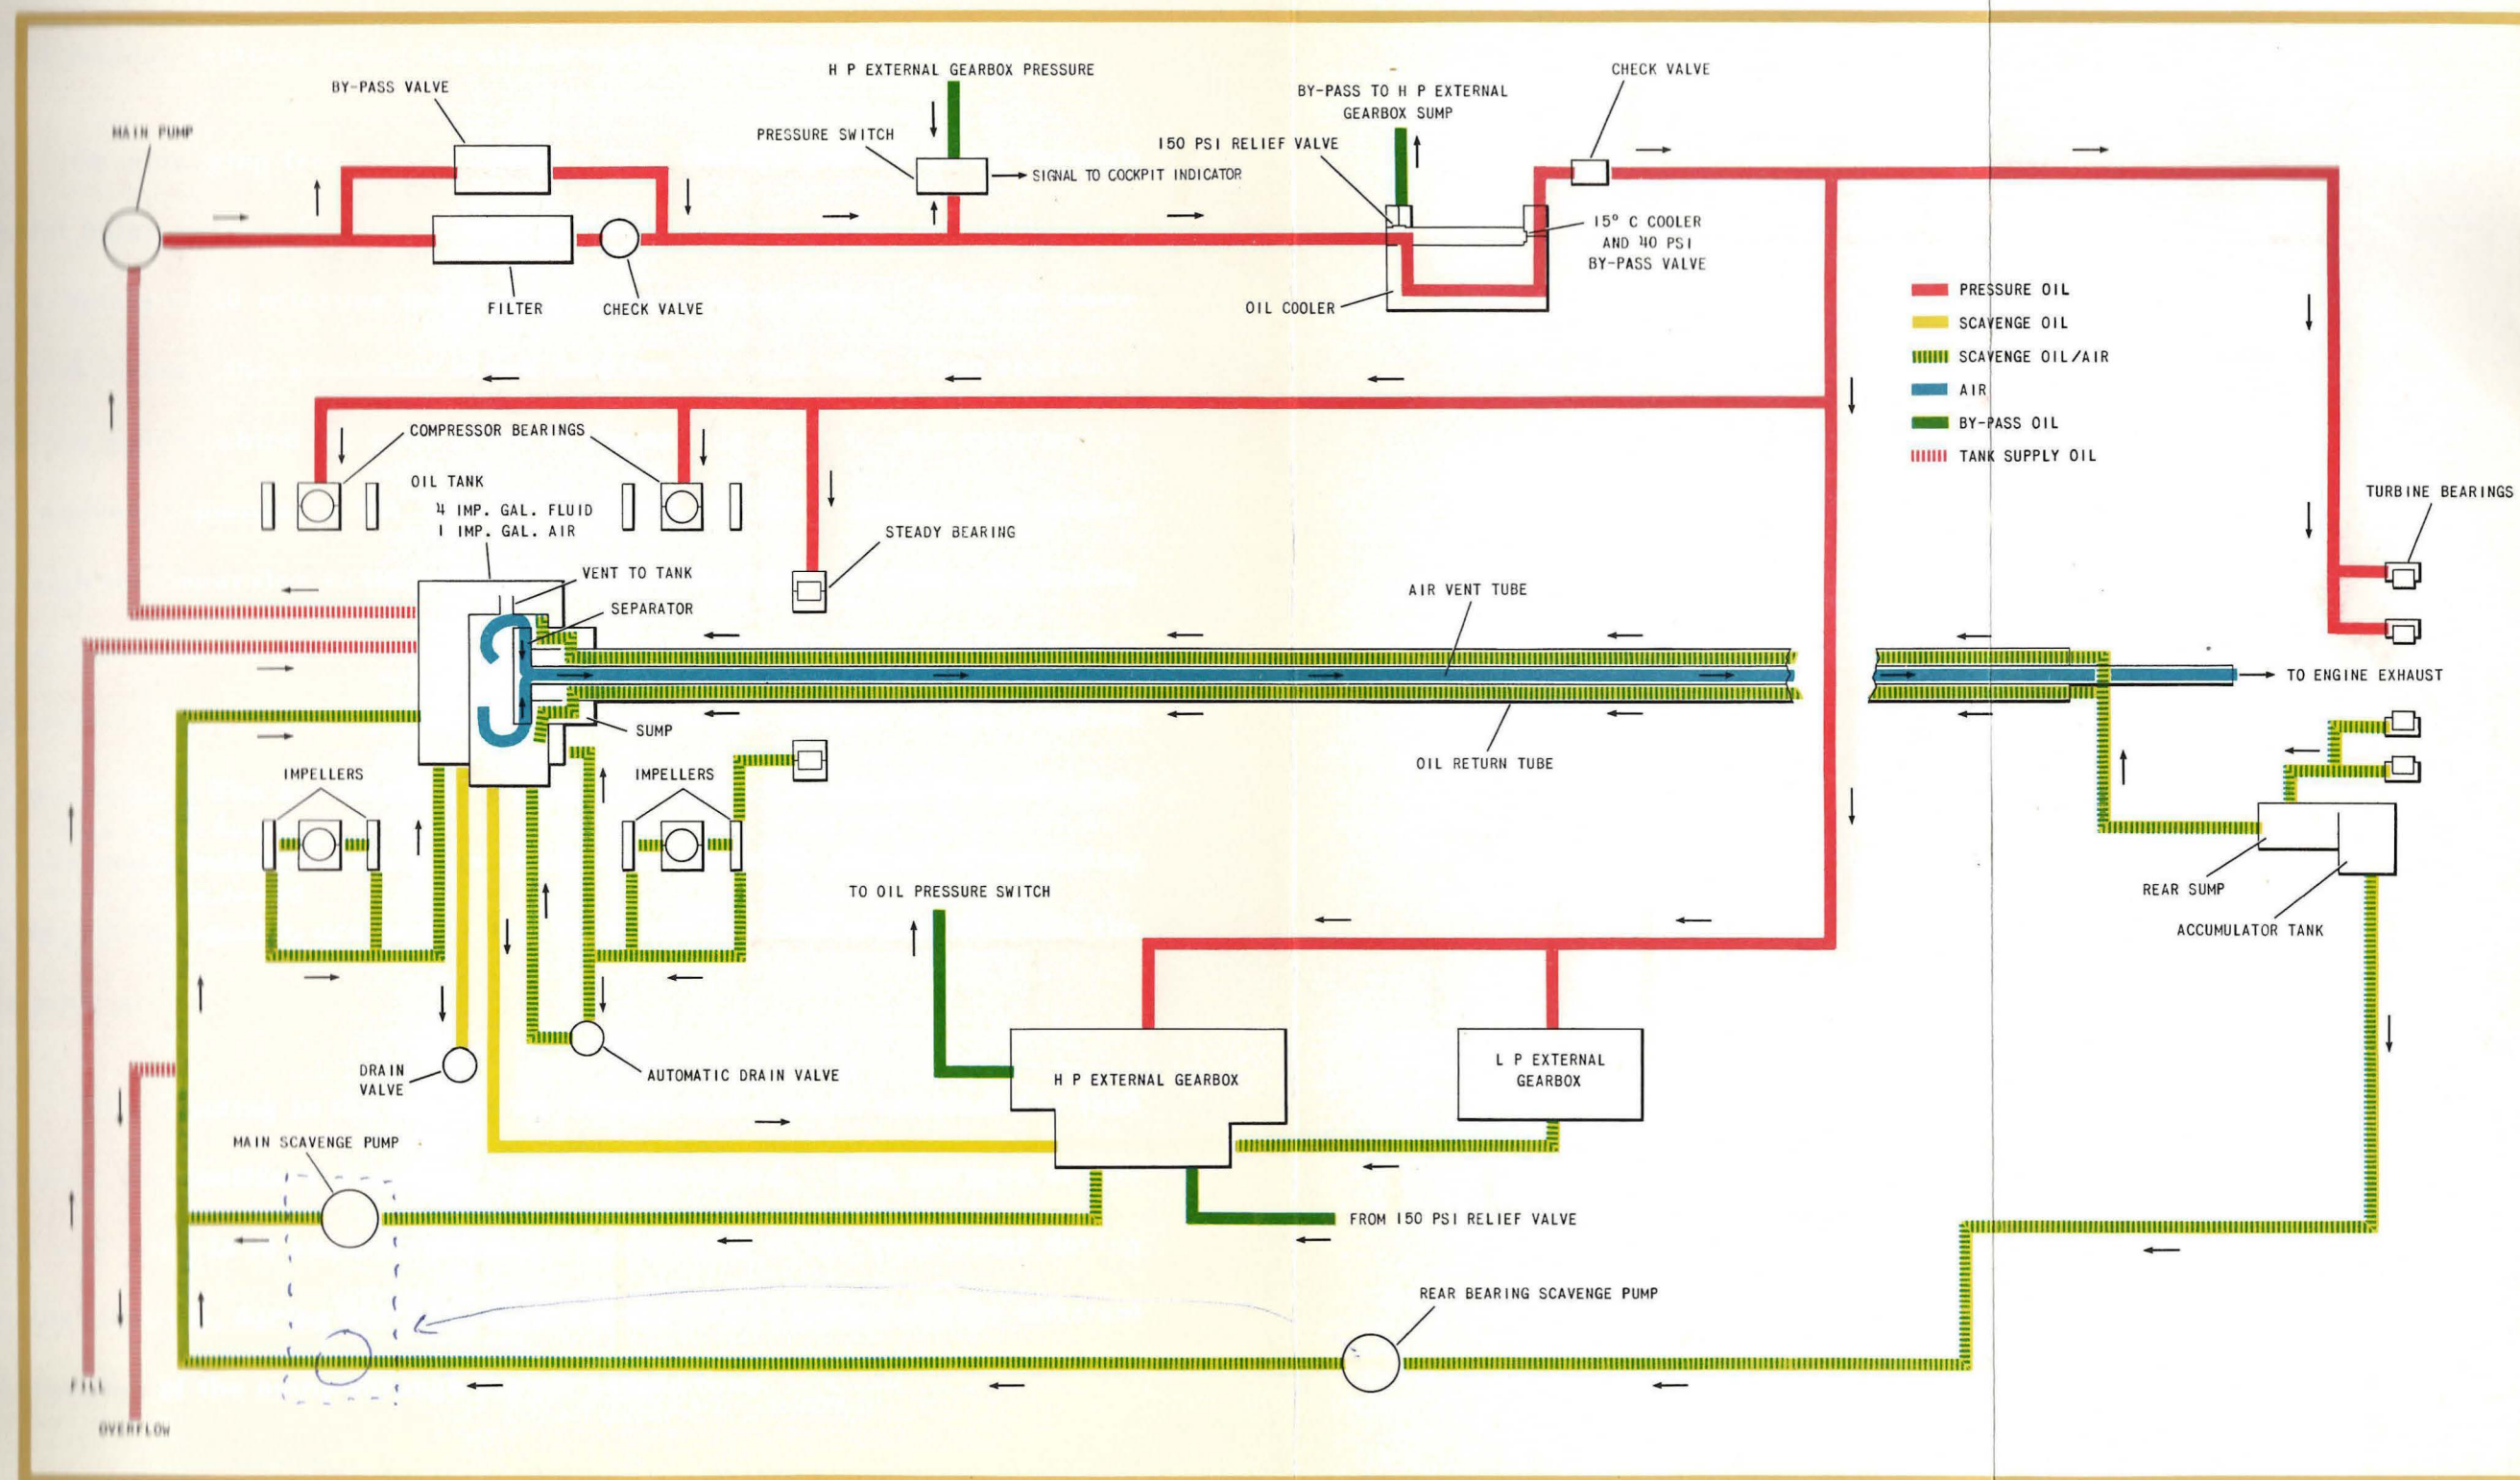 H P EXTERNAL GEARBOX PRESSURE
CHECK VALVE
BY-PASS VALVE
BY-PASS TO H P EXTERNAL
GEARBOX SUMP
MAIN PUMP
PRESSURE SWITCH
150 PSI RELIEF VALVE
SIGNAL TO COCKPIT INDICATOR
15° C COOLER
AND 40 PSI
BY-PASS VALVE
FILTER
CHECK VALVE
OIL COOLER
PRESSURE OIL
SCAVENGE OIL
SCAVENGE OIL/AIR
AIR
BY-PASS OIL
TANK SUPPLY OIL
COMPRESSOR BEARINGS
OIL TANK
4 IMP. GAL. FLUID
1 IMP. GAL. AIR
TURBINE BEARINGS
STEADY BEARING
VENT TO TANK
SEPARATOR
AIR VENT TUBE
TO ENGINE EXHAUST
SUMP
OIL RETURN TUBE
IMPELLERS
IMPELLERS
REAR SUMP
ACCUMULATOR TANK
TO OIL PRESSURE SWITCH
DRAIN
VALVE
AUTOMATIC DRAIN VALVE
H P EXTERNAL GEARBOX
L P EXTERNAL
GEARBOX
MAIN SCAVENGE PUMP
FROM 150 PSI RELIEF VALVE
REAR BEARING SCAVENGE PUMP
FILL
OVERFLOW